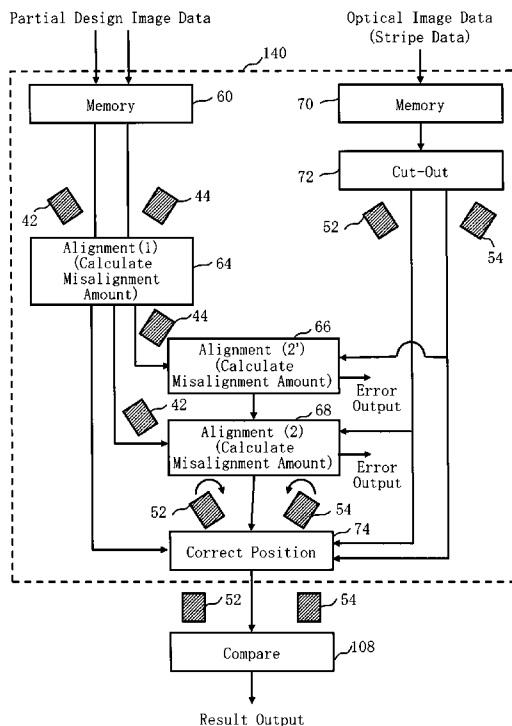 Partial Design Image Data
Optical Image Data
(Stripe Data)
140
Memory
60
70
Memory
72
Cut-Out
42
44
52
54
Alignment(1)
(Calculate
Misalignment
Amount)
64
44
66
Alignment (2')
(Calculate
Misalignment Amount)
Error
Output
42
68
Alignment (2)
(Calculate
Misalignment Amount)
Error
Output
52
54
74
Correct Position
52
54
Compare
108
Result Output